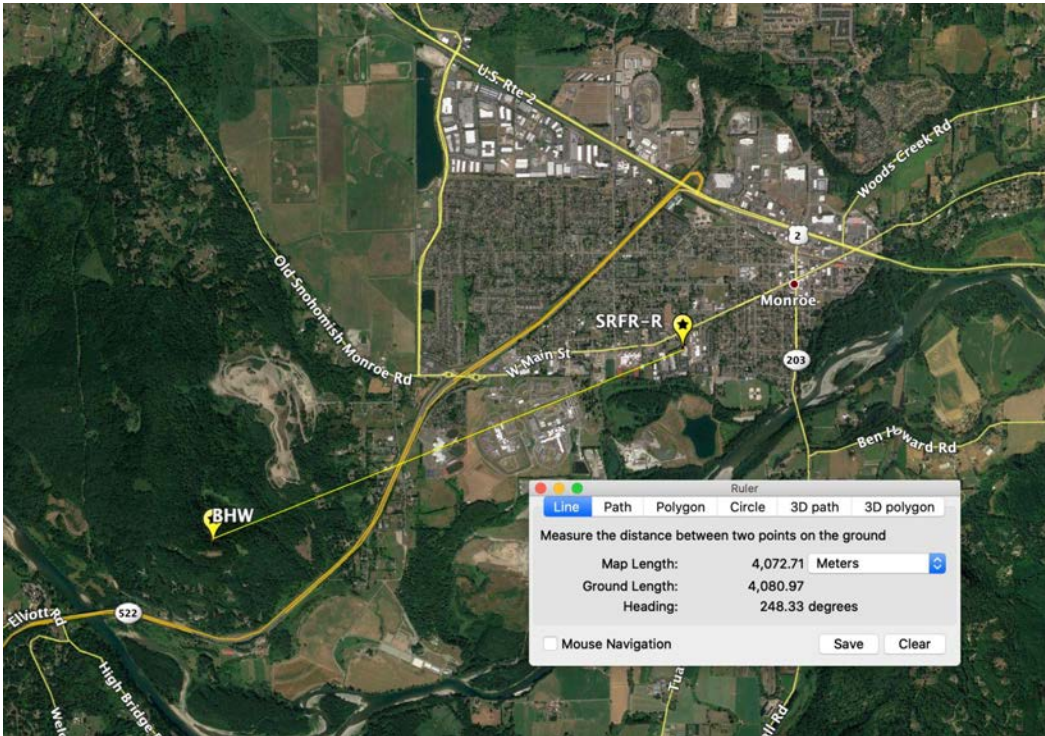 U.S. Rte 2
Woods Creek Rd
2
Old Snohomish-Monroe Rd
Monroe
SRFR-R
W Main St
203
Ben Howard Rd
BHW
522
High Bridge
Ruler
Line Path Polygon Circle 3D path 3D polygon
Measure the distance between two points on the ground
Map Length: 4,072.71 Meters
Ground Length: 4,080.97
Heading: 248.33 degrees
Mouse Navigation Save Clear
Tua
Rd